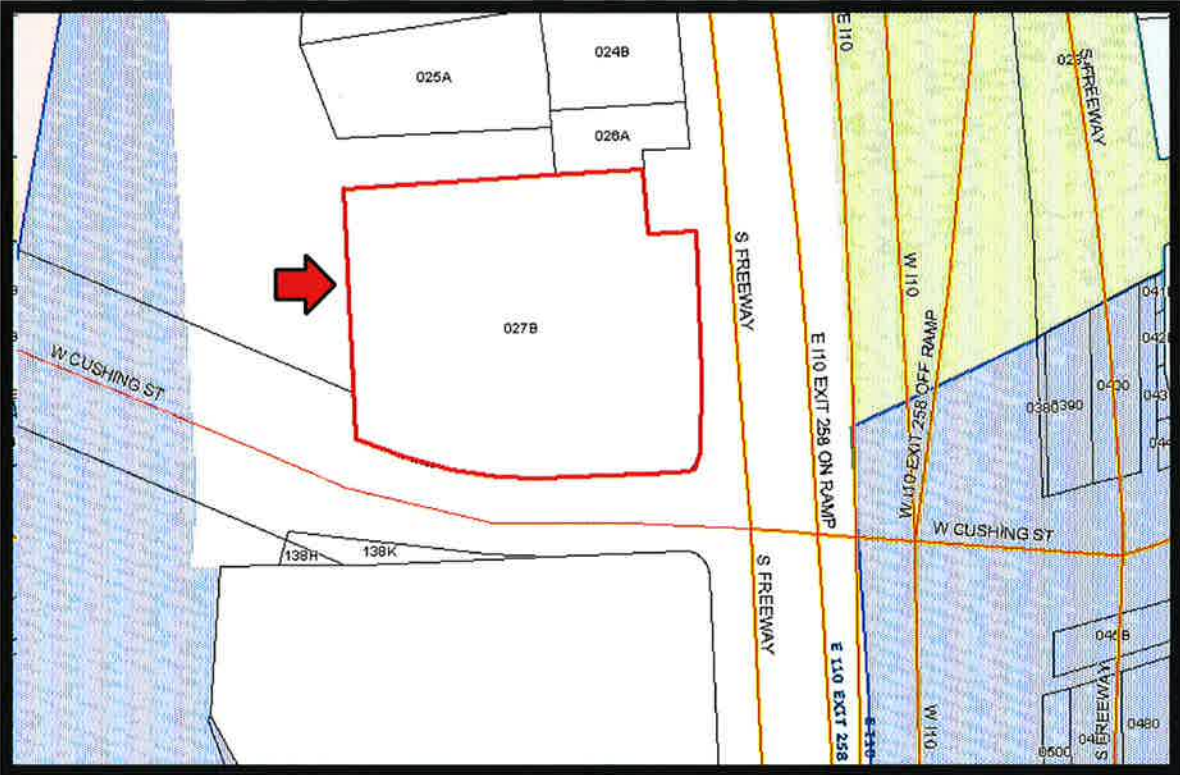 E I10
024B
025A
S FREEWAY
026A
S FREEWAY
W I10
027B
E I10 EXIT 258 ON RAMP
W I10 EXIT 258 OFF RAMP
W CUSHING ST
0400
0380
0390
W CUSHING ST
138H
138K
S FREEWAY
E I10 EXIT 258
E I10
W I10
S FREEWAY
0480
0500